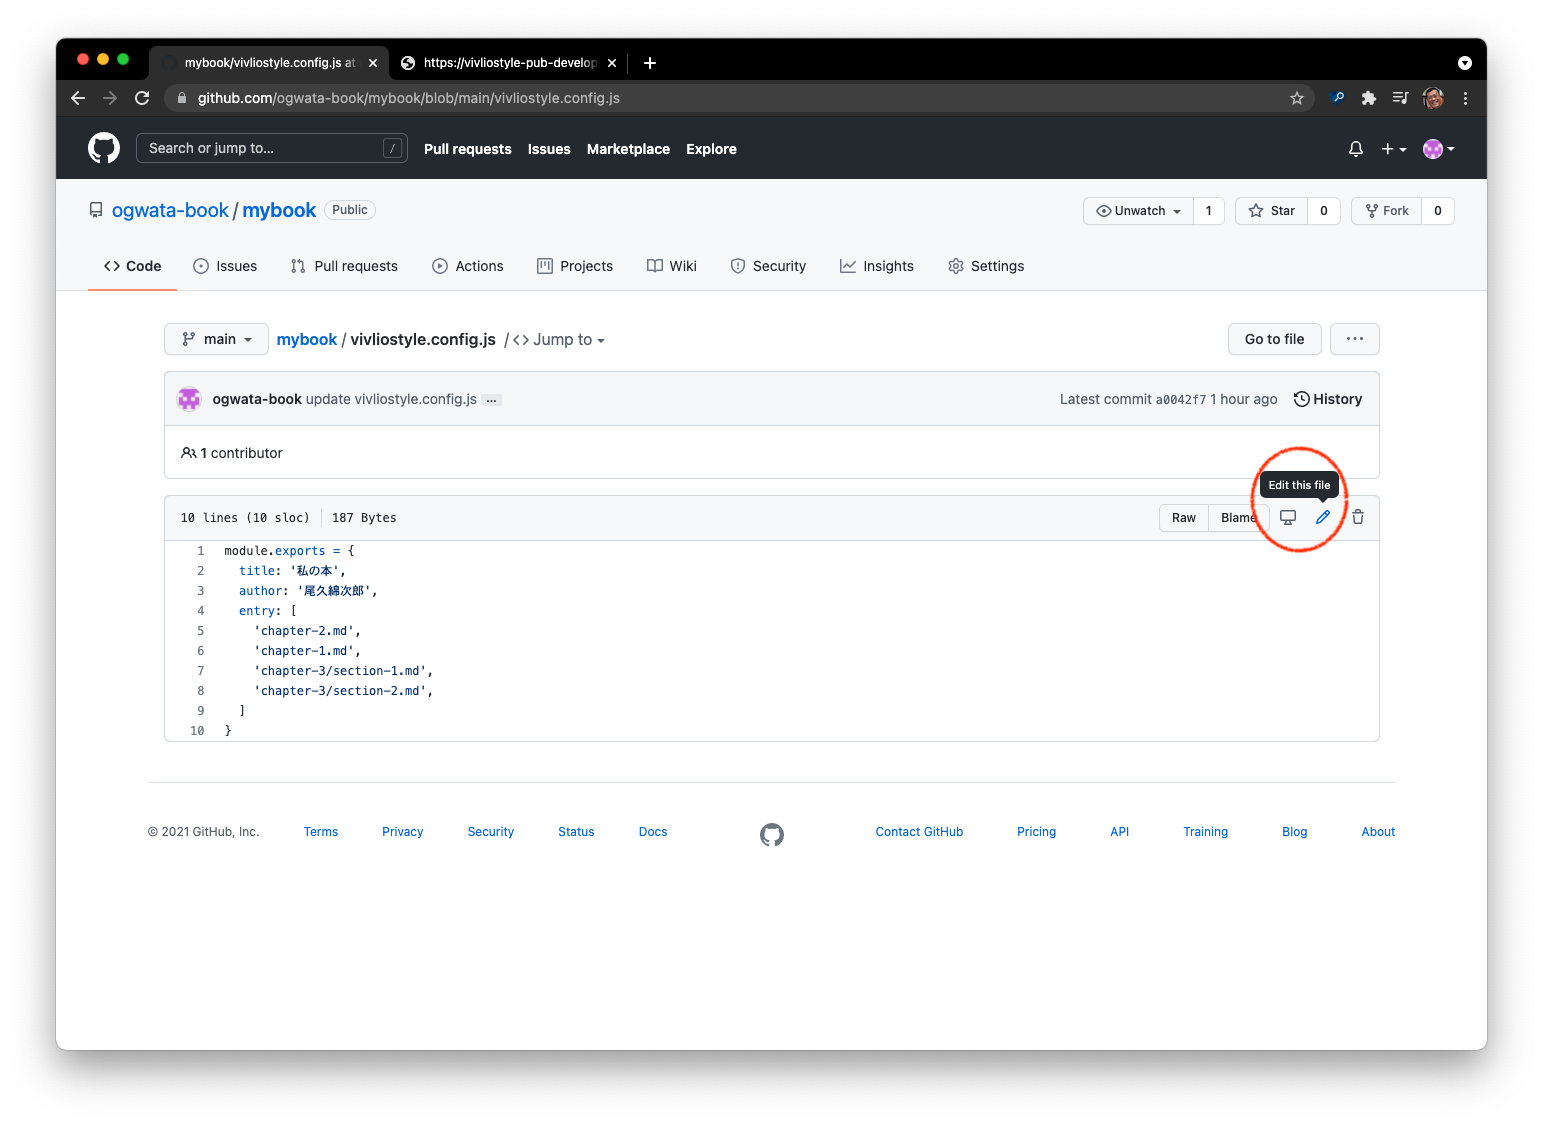 mybook/vivliostyle.config.js at
https://vivliostyle-pub-develop
github.com/ogwata-book/mybook/blob/main/vivliostyle.config.js
Search or jump to... /
Pull requests Issues Marketplace Explore
ogwata-book / mybook Public
Unwatch 1 Star 0 Fork 0
Code Issues Pull requests Actions Projects Wiki Security Insights Settings
main mybook / vivliostyle.config.js / <> Jump to
Go to file ...
ogwata-book update vivliostyle.config.js ...
Latest commit a0042f7 1 hour ago History
1 contributor
Edit this file
10 lines (10 sloc) 187 Bytes
Raw Blame
1 module.exports = {
2 title: '私の本',
3 author: '尾久綿次郎',
4 entry: [
5 'chapter-2.md',
6 'chapter-1.md',
7 'chapter-3/section-1.md',
8 'chapter-3/section-2.md',
9 ]
10 }
© 2021 GitHub, Inc. Terms Privacy Security Status Docs Contact GitHub Pricing API Training Blog About